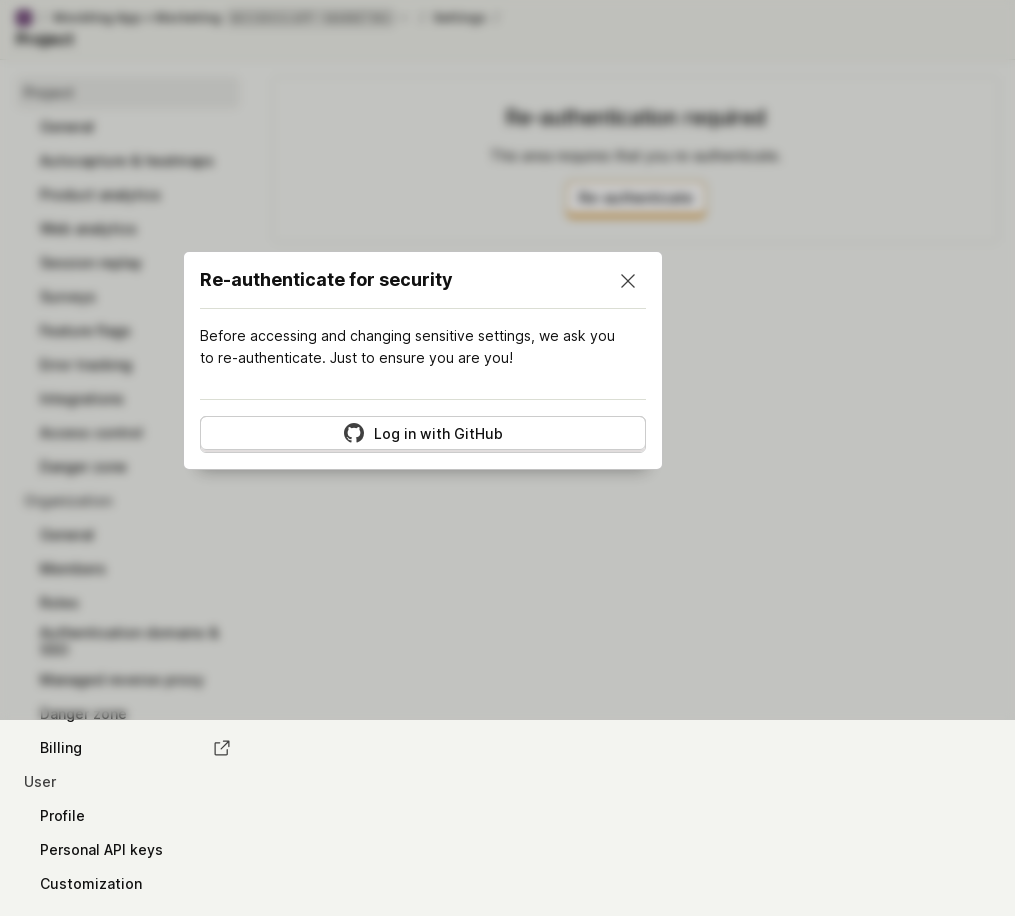 Settings
Project
Project
General
Autocapture & heatmaps
Product analytics
Web analytics
Session replay
Surveys
Feature flags
Error tracking
Integrations
Access control
Danger zone
Organization
General
Members
Roles
Authentication domains &
SSO
Managed reverse proxy
Danger zone
Billing
User
Profile
Personal API keys
Customization
Re-authentication required
This area requires that you re-authenticate.
Re-authenticate
Re-authenticate for security
Before accessing and changing sensitive settings, we ask you
to re-authenticate. Just to ensure you are you!
Log in with GitHub